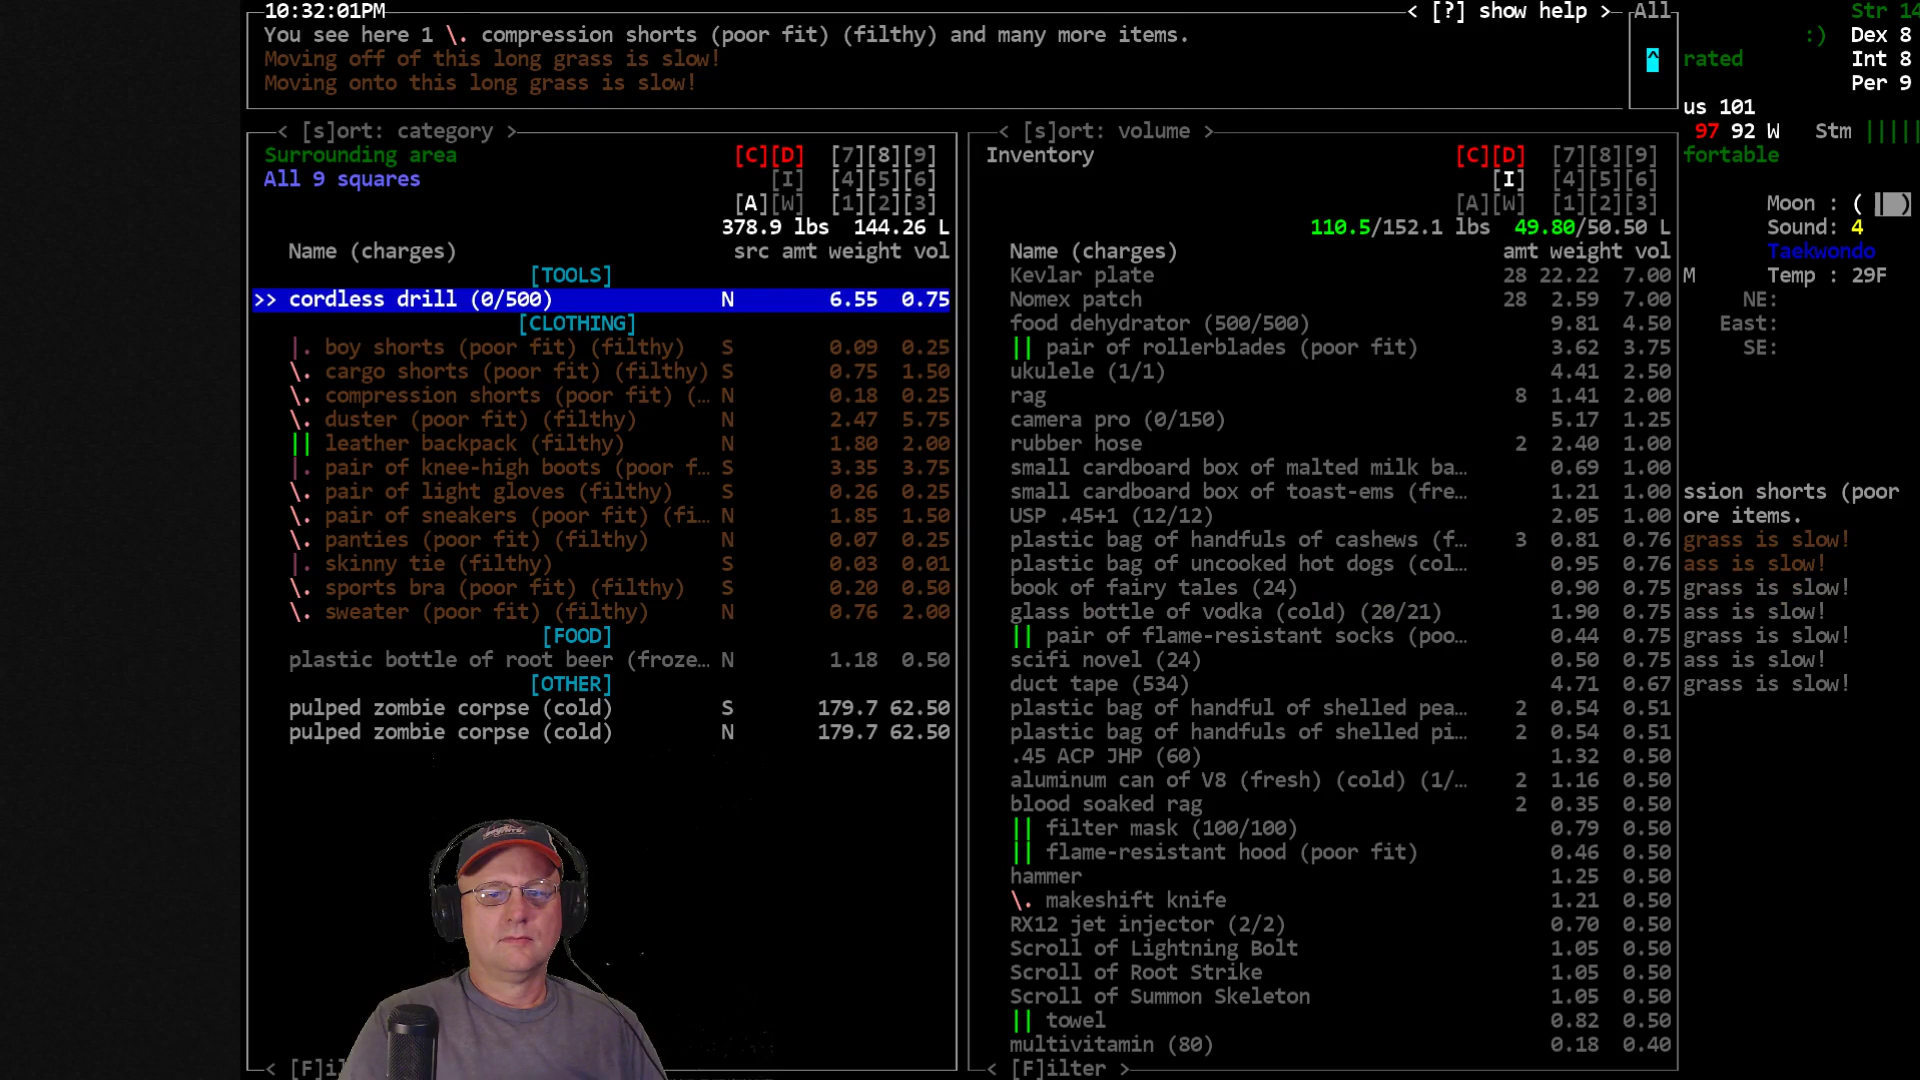 10:32:01PM
< [?] show help >
All
Str 14
You see here 1 \. compression shorts (poor fit) (filthy) and many more items.
:) Dex 8
Moving off of this long grass is slow!
^
rated Int 8
Moving onto this long grass is slow!
Per 9
us 101
< [s]ort: category >
< [s]ort: volume >
97 92 W Stm |||||
Surrounding area [C][D] [7][8][9]
Inventory [C][D] [7][8][9]
fortable
All 9 squares [I] [4][5][6]
[I] [4][5][6]
[A][W] [1][2][3]
[A][W] [1][2][3]
Moon : ( | )
378.9 lbs 144.26 L
110.5/152.1 lbs 49.80/50.50 L
Sound: 4
Name (charges) src amt weight vol
Name (charges) amt weight vol
Taekwondo
[TOOLS]
Kevlar plate 28 22.22 7.00
M Temp : 29F
>> cordless drill (0/500) N 6.55 0.75
Nomex patch 28 2.59 7.00
NE:
[CLOTHING]
food dehydrator (500/500) 9.81 4.50
East:
|. boy shorts (poor fit) (filthy) S 0.09 0.25
|| pair of rollerblades (poor fit) 3.62 3.75
SE:
\. cargo shorts (poor fit) (filthy) S 0.75 1.50
ukulele (1/1) 4.41 2.50
\. compression shorts (poor fit) (… N 0.18 0.25
rag 8 1.41 2.00
\. duster (poor fit) (filthy) N 2.47 5.75
camera pro (0/150) 5.17 1.25
|| leather backpack (filthy) N 1.80 2.00
rubber hose 2 2.40 1.00
|. pair of knee-high boots (poor f… S 3.35 3.75
small cardboard box of malted milk ba… 0.69 1.00
\. pair of light gloves (filthy) S 0.26 0.25
small cardboard box of toast-ems (fre… 1.21 1.00
ssion shorts (poor
\. pair of sneakers (poor fit) (fi… N 1.85 1.50
USP .45+1 (12/12) 2.05 1.00
ore items.
\. panties (poor fit) (filthy) N 0.07 0.25
plastic bag of handfuls of cashews (f… 3 0.81 0.76
grass is slow!
|. skinny tie (filthy) S 0.03 0.01
plastic bag of uncooked hot dogs (col… 0.95 0.76
ass is slow!
\. sports bra (poor fit) (filthy) S 0.20 0.50
book of fairy tales (24) 0.90 0.75
grass is slow!
\. sweater (poor fit) (filthy) N 0.76 2.00
glass bottle of vodka (cold) (20/21) 1.90 0.75
ass is slow!
[FOOD]
|| pair of flame-resistant socks (poo… 0.44 0.75
grass is slow!
plastic bottle of root beer (froze… N 1.18 0.50
scifi novel (24) 0.50 0.75
ass is slow!
[OTHER]
duct tape (534) 4.71 0.67
grass is slow!
pulped zombie corpse (cold) S 179.7 62.50
plastic bag of handful of shelled pea… 2 0.54 0.51
pulped zombie corpse (cold) N 179.7 62.50
plastic bag of handfuls of shelled pi… 2 0.54 0.51
.45 ACP JHP (60) 1.32 0.50
aluminum can of V8 (fresh) (cold) (1/… 2 1.16 0.50
blood soaked rag 2 0.35 0.50
|| filter mask (100/100) 0.79 0.50
|| flame-resistant hood (poor fit) 0.46 0.50
hammer 1.25 0.50
\. makeshift knife 1.21 0.50
RX12 jet injector (2/2) 0.70 0.50
Scroll of Lightning Bolt 1.05 0.50
Scroll of Root Strike 1.05 0.50
Scroll of Summon Skeleton 1.05 0.50
|| towel 0.82 0.50
multivitamin (80) 0.18 0.40
< [F]il
< [F]ilter >